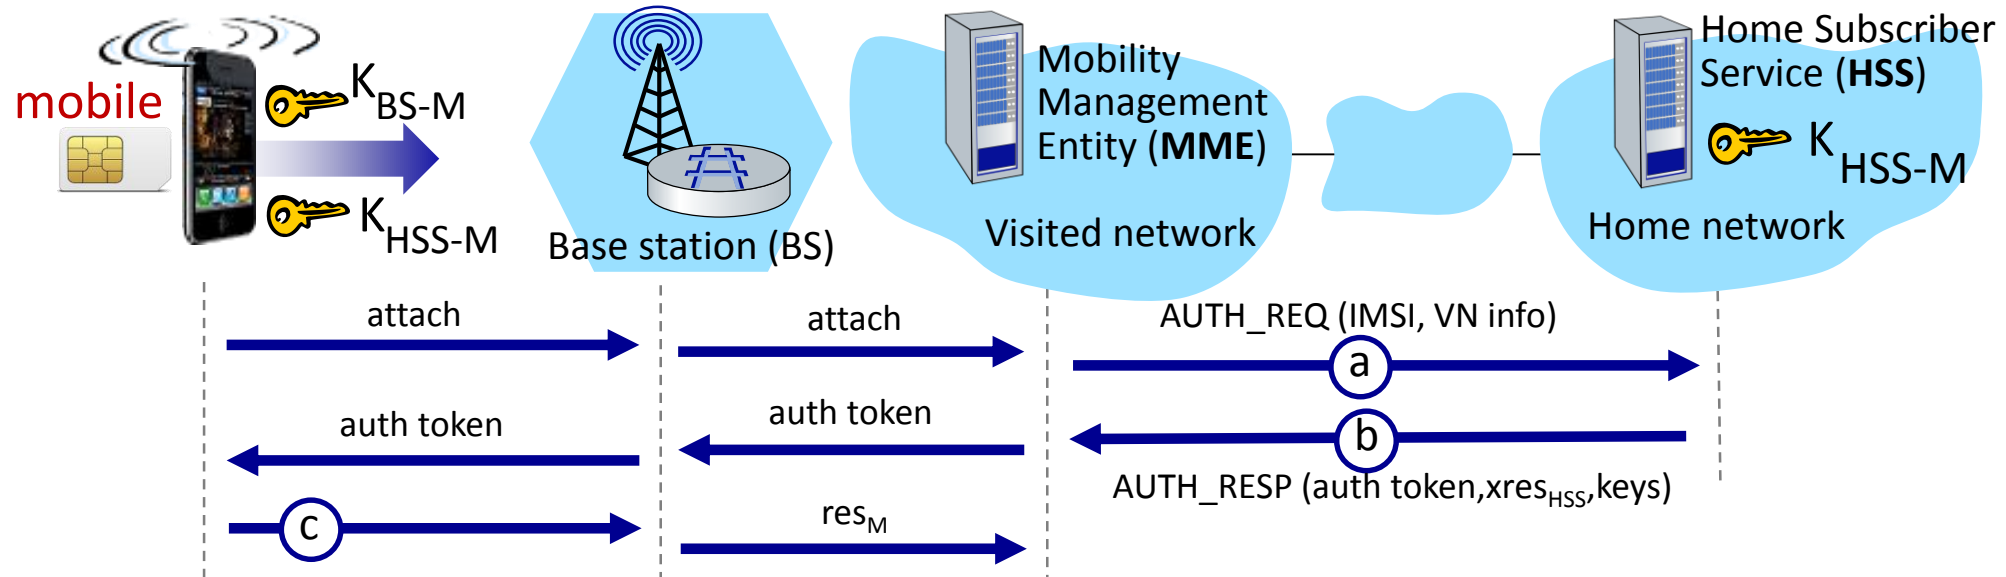 mobile
K BS-M
K HSS-M
Base station (BS)
Mobility
Management
Entity (MME)
Visited network
Home Subscriber
Service (HSS)
K HSS-M
Home network
attach
attach
AUTH_REQ (IMSI, VN info)
a
auth token
auth token
b
AUTH_RESP (auth token,xresHSS,keys)
c
resM